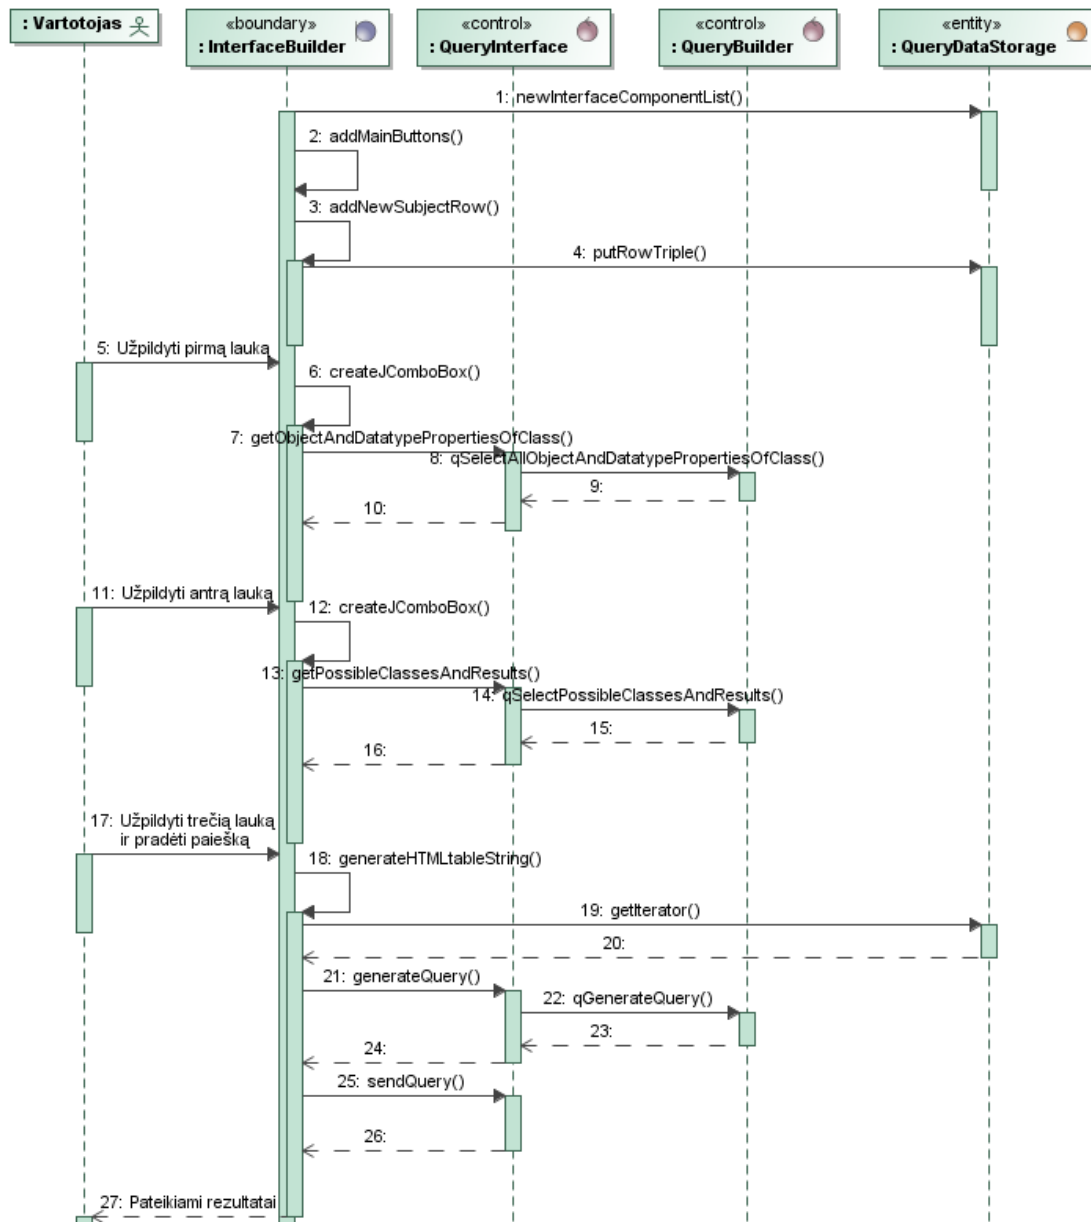 : Vartotojas
«boundary»
: InterfaceBuilder
«control»
: QueryInterface
«control»
: QueryBuilder
«entity»
: QueryDataStorage
1: newInterfaceComponentList()
2: addMainButtons()
3: addNewSubjectRow()
4: putRowTriple()
5: Užpildyti pirmą lauką
6: createJComboBox()
7: getObjectAndDatatypePropertiesOfClass()
8: qSelectAllObjectAndDatatypePropertiesOfClass()
9:
10:
11: Užpildyti antrą lauką
12: createJComboBox()
13: getPossibleClassesAndResults()
14: qSelectPossibleClassesAndResults()
15:
16:
17: Užpildyti trečią lauką
ir pradėti paiešką
18: generateHTMLtableString()
19: getIterator()
20:
21: generateQuery()
22: qGenerateQuery()
23:
24:
25: sendQuery()
26:
27: Pateikiami rezultatai